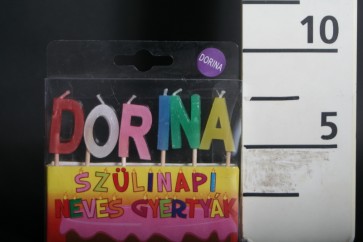 DORINA
DORINA
SZÜLINAPI
NEVES GYERTYÁK
10
5